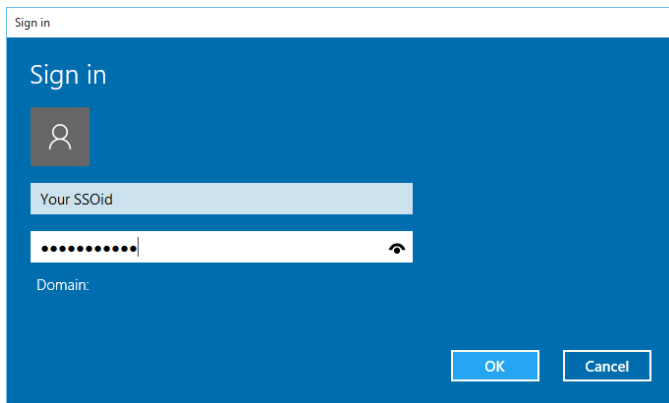 Sign in
Sign in
Your SSOid
•••••••••••
Domain:
OK Cancel